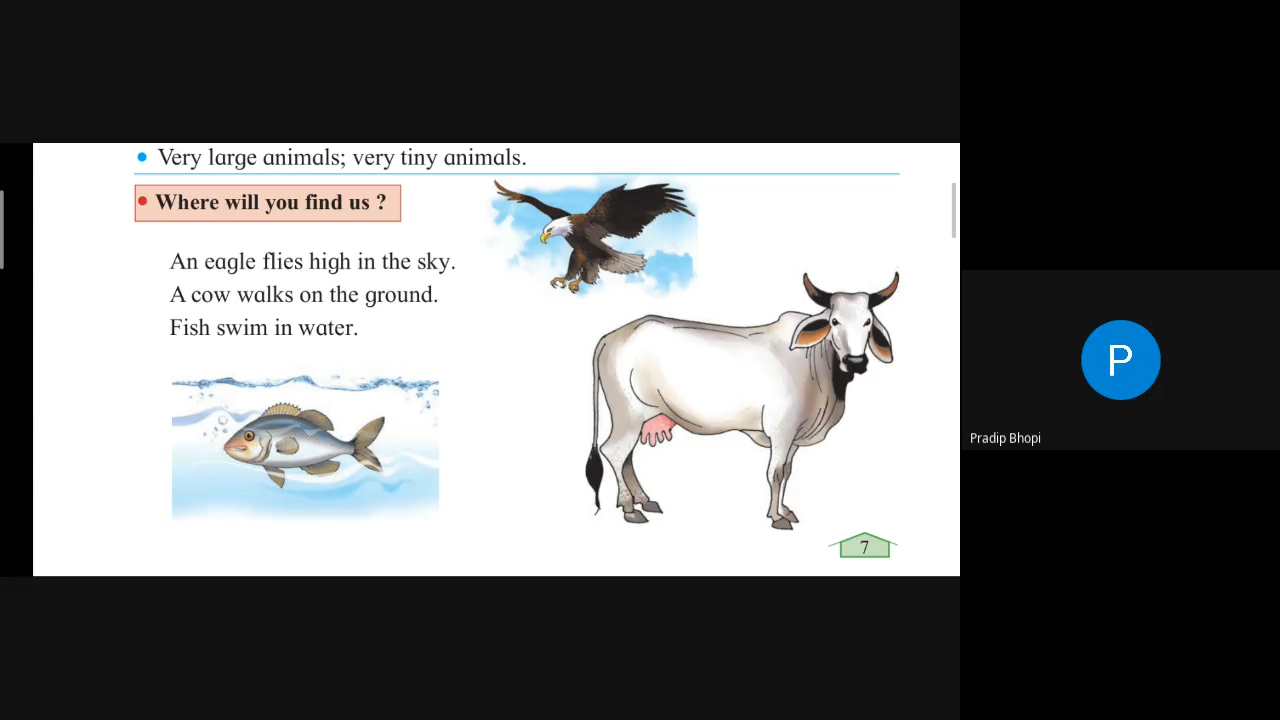 • Very large animals; very tiny animals.
• Where will you find us ?
An eagle flies high in the sky.
A cow walks on the ground.
Fish swim in water.
7
P
Pradip Bhopi